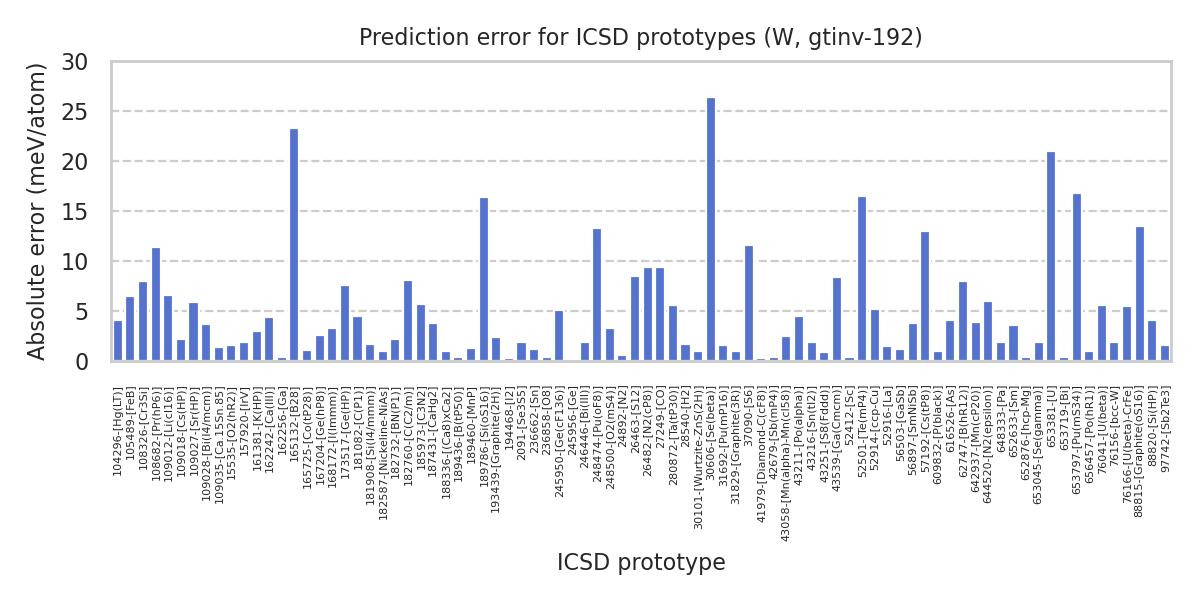 Prediction error for ICSD prototypes (W, gtinv-192)
Absolute error (meV/atom)
30
25
20
15
10
5
0
104296-[Hg(LT)]
105489-[FeB]
108326-[Cr3Si]
108682-[Pr(hP6)]
109012-[Li(cI16)]
109018-[Cs(HP)]
109027-[Sr(HP)]
109028-[Bi(I4/mcm)]
109035-[Ca.15Sn.85]
15535-[O2(hR2)]
157920-[IrV]
161381-[K(HP)]
162242-[Ca(III)]
162256-[Ga]
165132-[B28]
165725-[Co(tP28)]
167204-[Ge(hP8)]
168172-[I(Immm)]
173517-[Ge(HP)]
181082-[C(P1)]
181908-[Si(I4/mmm)]
182587-[Nickeline-NiAs]
182732-[BN(P1)]
182760-[C(C2/m)]
185973-[C3N2]
187431-[CaHg2]
188336-[(Ca8)xCa2]
189436-[B(tP50)]
189460-[MnP]
189786-[Si(oS16)]
193439-[Graphite(2H)]
194468-[I2]
2091-[Se3S5]
236662-[Sn]
236858-[O8]
245950-[Ge(cF136)]
245956-[Ge]
246446-[Bi(III)]
248474-[Pu(oF8)]
248500-[O2(mS4)]
24892-[N2]
26463-[S12]
26482-[N2(cP8)]
27249-[CO]
280872-[Ta(tP30)]
28540-[H2]
30101-[Wurtzite-ZnS(2H)]
30606-[Se(beta)]
31692-[Pu(mP16)]
31829-[Graphite(3R)]
37090-[S6]
41979-[Diamond-C(cF8)]
42679-[Sb(mP4)]
43058-[Mn(alpha)-Mn(cI58)]
43211-[Po(alpha)]
43216-[Sn(tI2)]
43251-[S8(Fddd)]
43539-[Ga(Cmcm)]
52412-[Sc]
52501-[Te(mP4)]
52914-[ccp-Cu]
52916-[La]
56503-[GaSb]
56897-[SmNiSb]
57192-[Cs(tP8)]
609832-[P(black)]
616526-[As]
62747-[B(hR12)]
642937-[Mn(cP20)]
644520-[N2(epsilon)]
648333-[Pa]
652633-[Sm]
652876-[hcp-Mg]
653045-[Se(gamma)]
653381-[U]
653719-[U]
653797-[Pu(mS34)]
656457-[Po(hR1)]
76041-[U(beta)]
76156-[bcc-W]
76166-[U(beta)-CrFe]
88815-[Graphite(oS16)]
88820-[Si(HP)]
97742-[Sb2Te3]
ICSD prototype